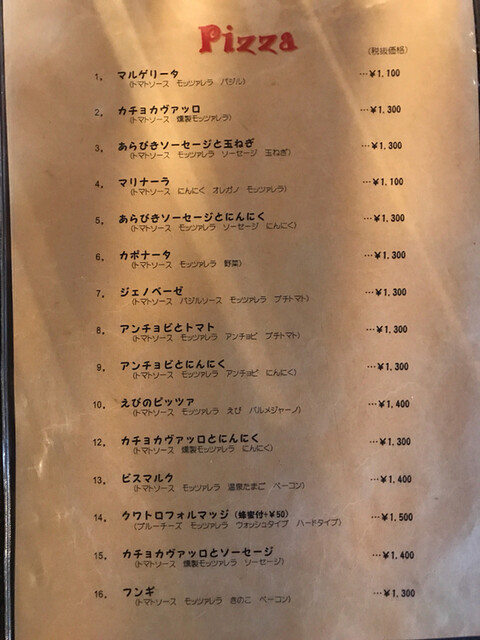 Pizza
(税抜価格)
1, マルゲリータ …¥1,100
(トマトソース モッツァレラ バジル)
2, カチョカヴァッロ …¥1,300
(トマトソース 燻製モッツァレラ)
3, あらびきソーセージと玉ねぎ …¥1,300
(トマトソース モッツァレラ ソーセージ 玉ねぎ)
4, マリナーラ …¥1,100
(トマトソース にんにく オレガノ モッツァレラ)
5, あらびきソーセージとにんにく …¥1,300
(トマトソース モッツァレラ ソーセージ にんにく)
6, カポナータ …¥1,300
(トマトソース モッツァレラ 野菜)
7, ジェノベーゼ …¥1,300
(トマトソース バジルソース モッツァレラ プチトマト)
8, アンチョビとトマト …¥1,300
(トマトソース モッツァレラ アンチョビ プチトマト)
9, アンチョビとにんにく …¥1,300
(トマトソース モッツァレラ アンチョビ にんにく)
10, えびのピッツァ …¥1,400
(トマトソース モッツァレラ えび パルメジャーノ)
12, カチョカヴァッロとにんにく …¥1,300
(トマトソース 燻製モッツァレラ にんにく)
13, ビスマルク …¥1,400
(トマトソース モッツァレラ 温泉たまご ベーコン)
14, クワトロフォルマッジ (蜂蜜付+¥50) …¥1,500
(ブルーチーズ モッツァレラ ウォッシュタイプ ハードタイプ)
15, カチョカヴァッロとソーセージ …¥1,400
(トマトソース 燻製モッツァレラ ソーセージ)
16, フンギ …¥1,300
(トマトソース モッツァレラ きのこ ベーコン)